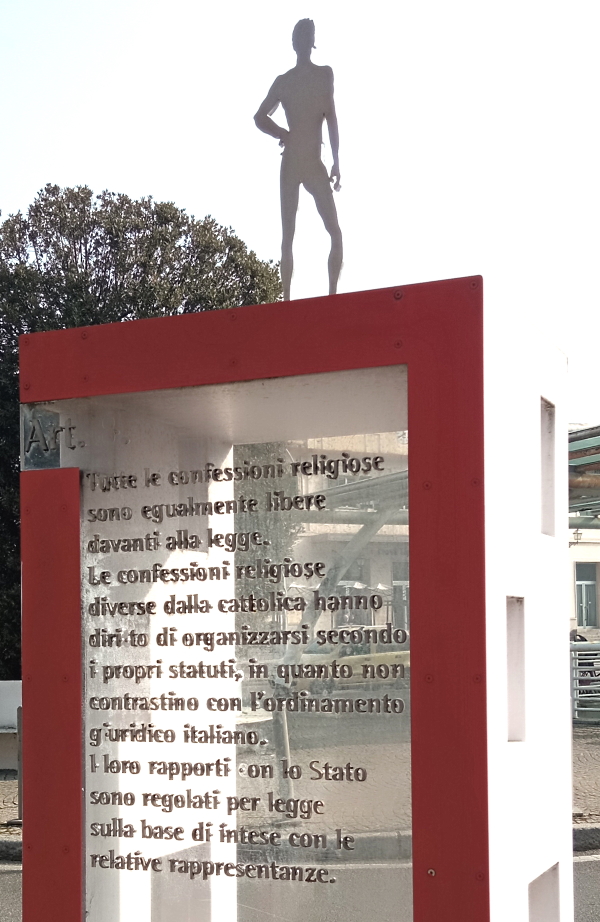 Art.
Tutte le confessioni religiose
sono egualmente libere
davanti alla legge.
Le confessioni religiose
diverse dalla cattolica hanno
diritto di organizzarsi secondo
i propri statuti, in quanto non
contrastino con l'ordinamento
giuridico italiano.
I loro rapporti con lo Stato
sono regolati per legge
sulla base di intese con le
relative rappresentanze.